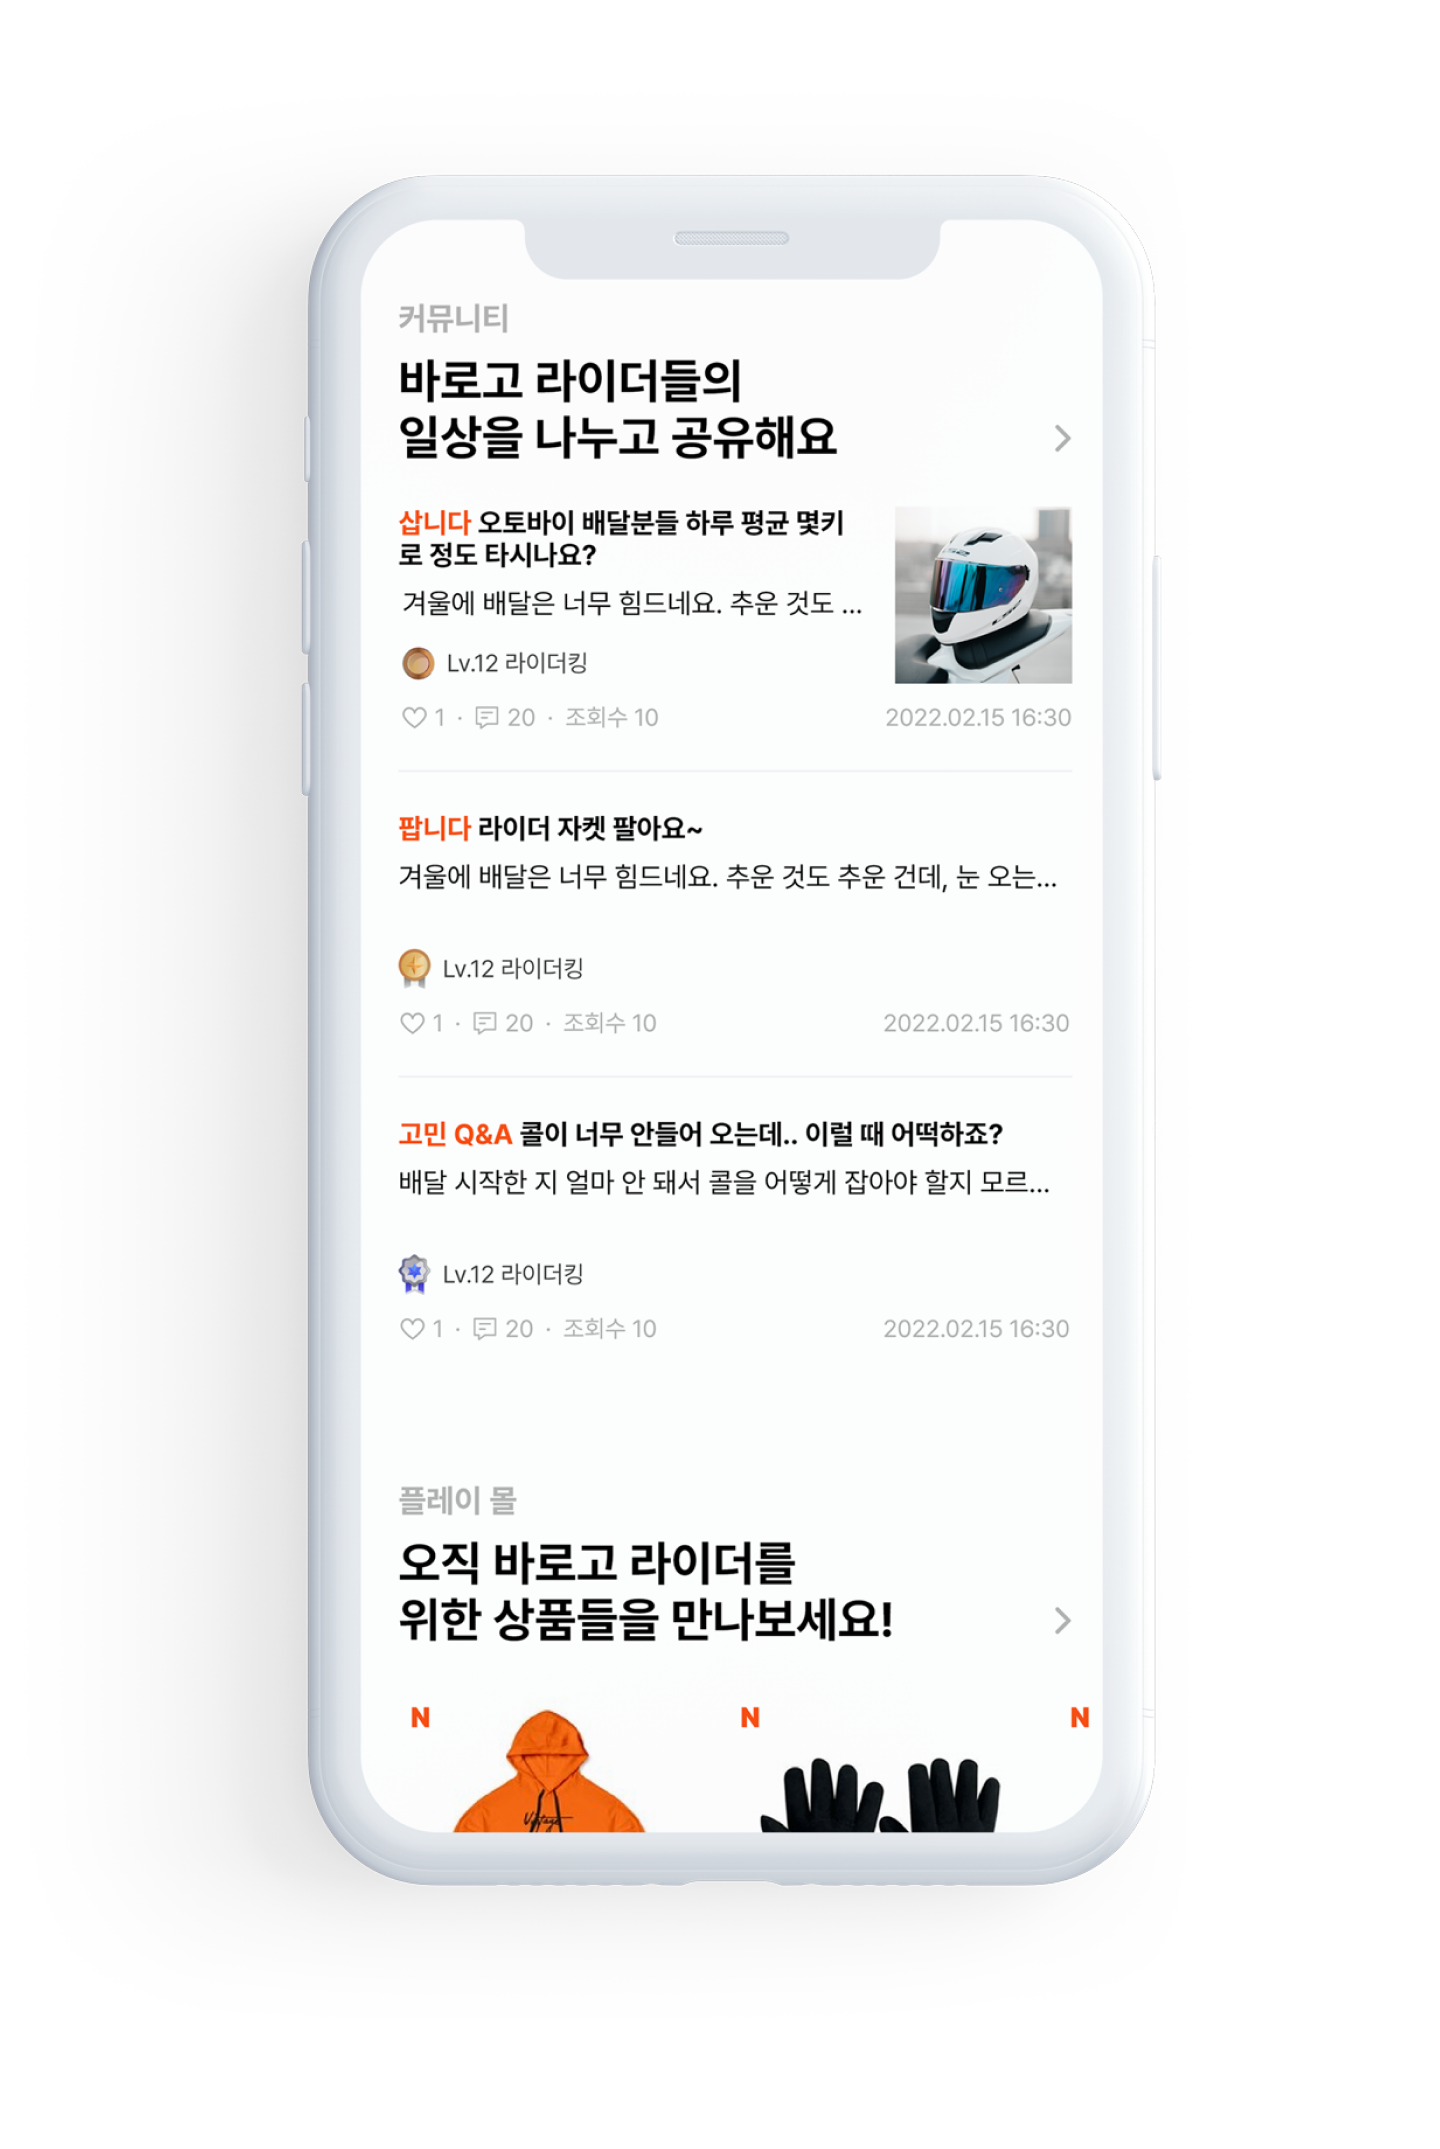 커뮤니티
바로고 라이더들의
일상을 나누고 공유해요
삽니다 오토바이 배달분들 하루 평균 몇키
로 정도 타시나요?
겨울에 배달은 너무 힘드네요. 추운 것도 ...
Lv.12 라이더킹
1 · 20 · 조회수 10
2022.02.15 16:30
팝니다 라이더 자켓 팔아요~
겨울에 배달은 너무 힘드네요. 추운 것도 추운 건데, 눈 오는...
Lv.12 라이더킹
1 · 20 · 조회수 10
2022.02.15 16:30
고민 Q&A 콜이 너무 안들어 오는데.. 이럴 때 어떡하죠?
배달 시작한 지 얼마 안 돼서 콜을 어떻게 잡아야 할지 모르...
Lv.12 라이더킹
1 · 20 · 조회수 10
2022.02.15 16:30
플레이 몰
오직 바로고 라이더를
위한 상품들을 만나보세요!
N
N
N
Vintage
LS2